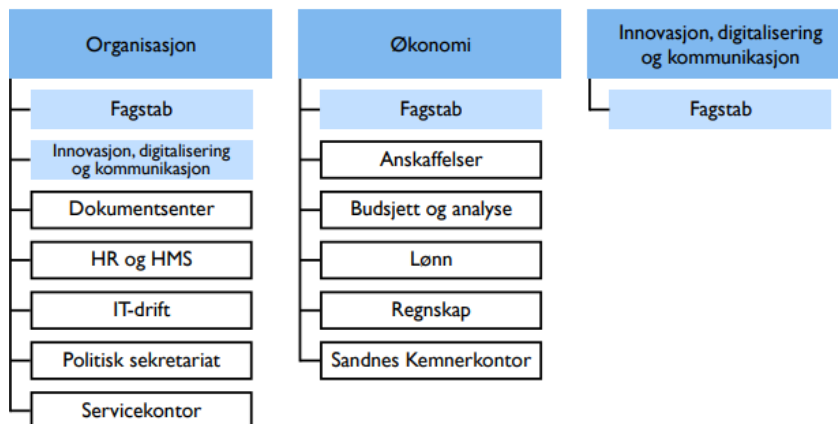 Organisasjon
Fagstab
Innovasjon, digitalisering
og kommunikasjon
Dokumentsenter
HR og HMS
IT-drift
Politisk sekretariat
Servicekontor
Økonomi
Fagstab
Anskaffelser
Budsjett og analyse
Lønn
Regnskap
Sandnes Kemnerkontor
Innovasjon, digitalisering
og kommunikasjon
Fagstab